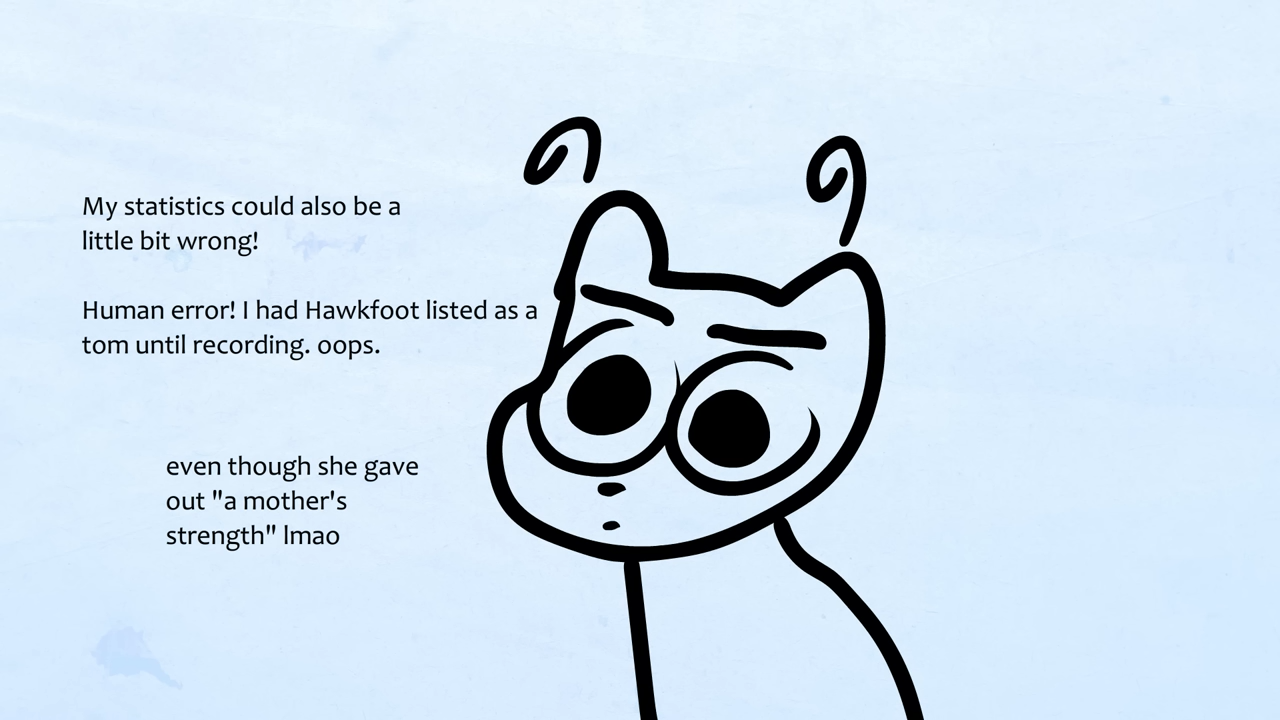 My statistics could also be a
little bit wrong!
Human error! I had Hawkfoot listed as a
tom until recording. oops.
even though she gave
out "a mother's
strength" lmao